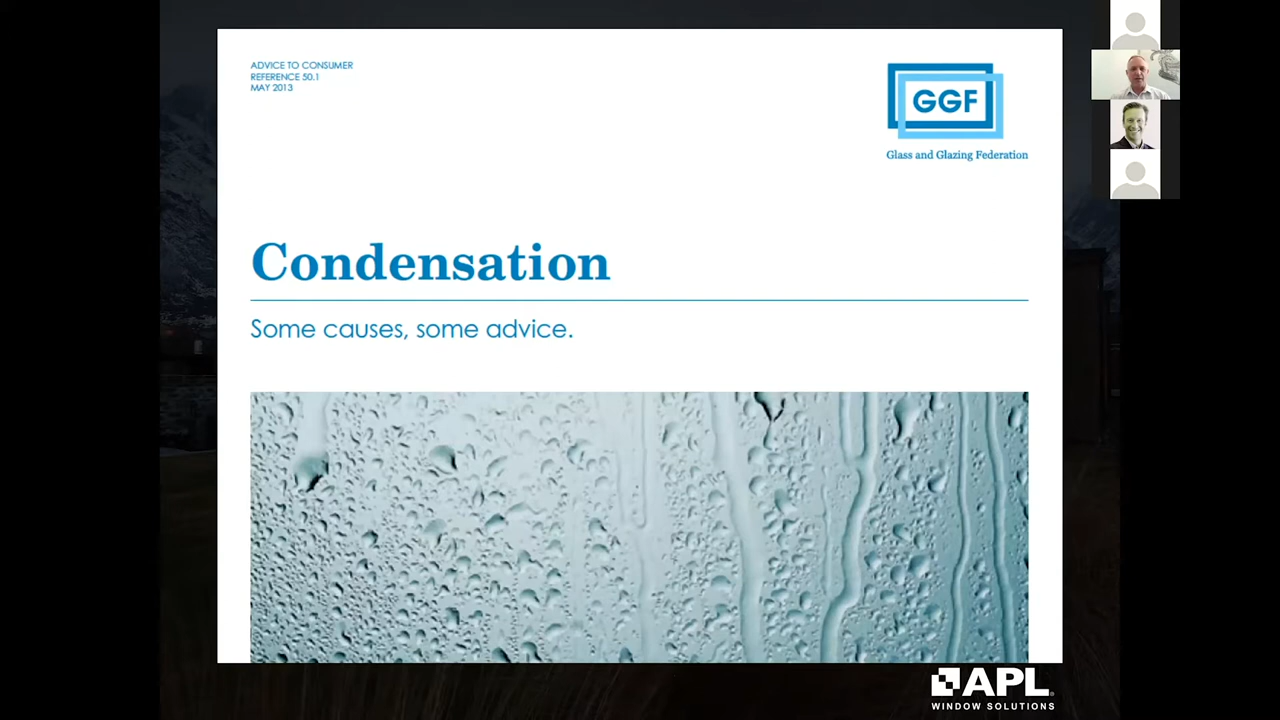 ADVICE TO CONSUMER
REFERENCE 50.1
MAY 2013
GGF
Glass and Glazing Federation
Condensation
Some causes, some advice.
APL
WINDOW SOLUTIONS